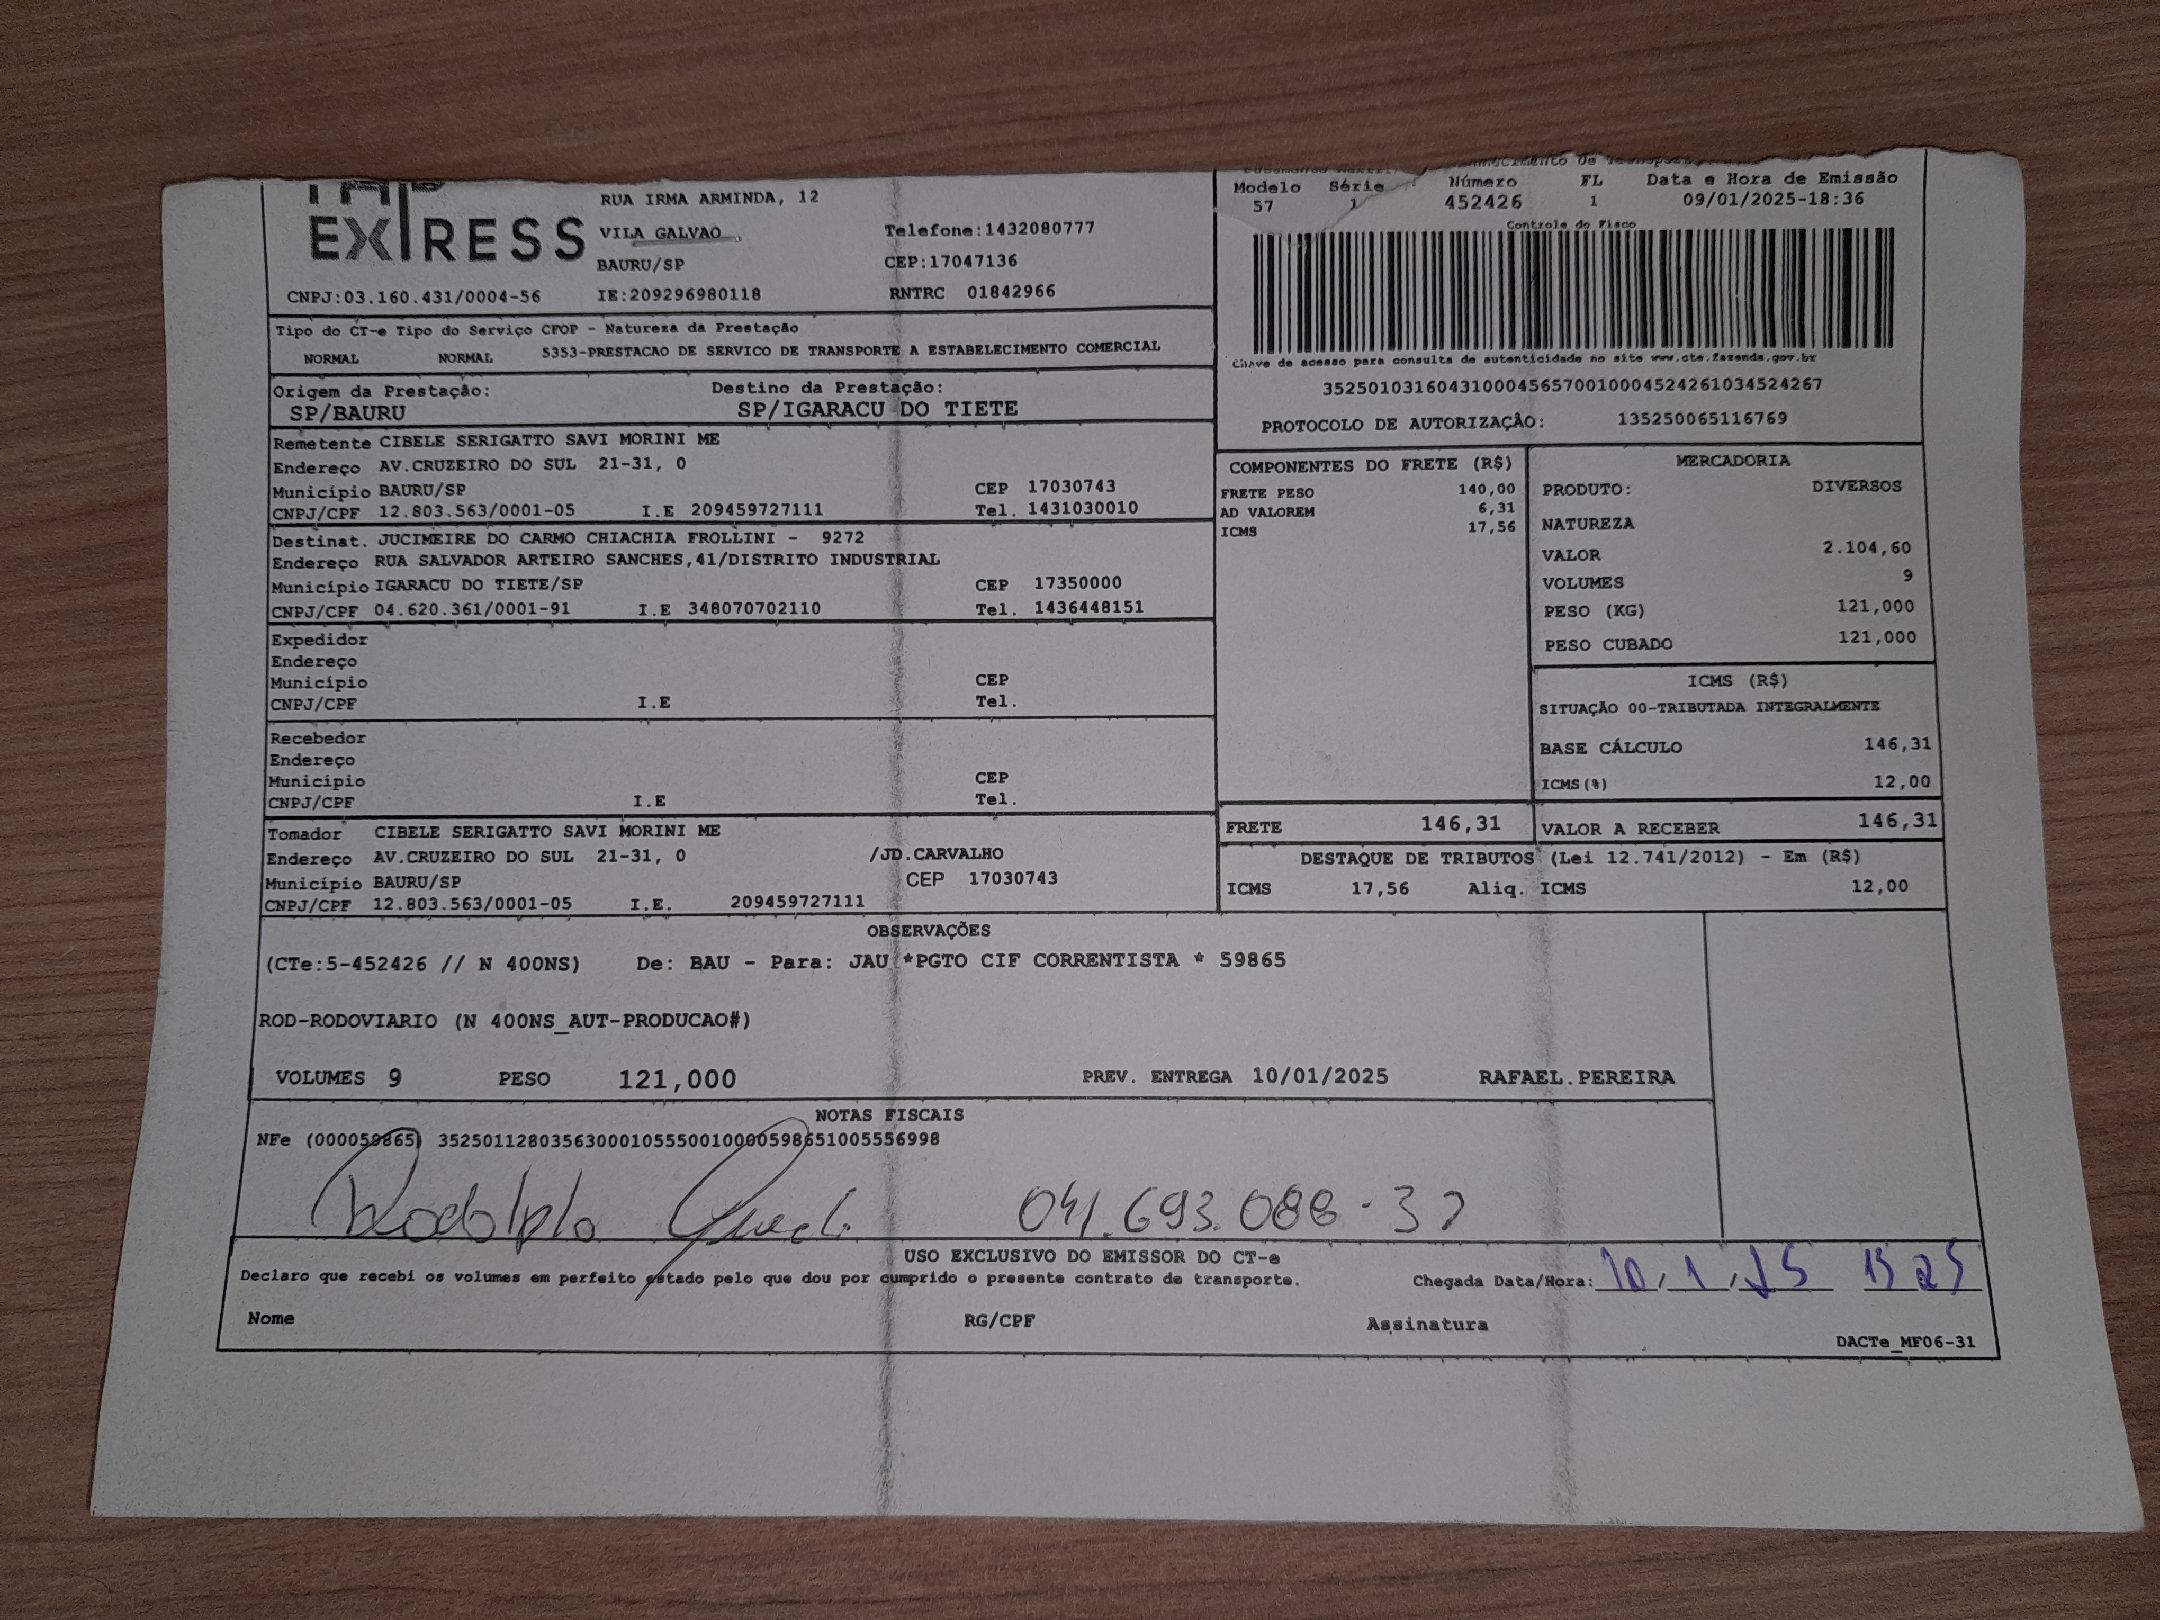 EXPRESS
RUA IRMA ARMINDA, 12
VILA GALVAO
Telefone:1432080777
BAURU/SP
CEP:17047136
CNPJ:03.160.431/0004-56 IE:209296980118 RNTRC 01842966
Modelo Série Número FL Data e Hora de Emissão
57 1 452426 1 09/01/2025-18:36
Controle do Fisco
Chave de acesso para consulta de autenticidade no site www.cte.fazenda.gov.br
35250103160431000456570010004524261034524267
PROTOCOLO DE AUTORIZAÇÃO: 135250065116769
Tipo do CT-e Tipo do Serviço CFOP - Natureza da Prestação
NORMAL NORMAL 5353-PRESTACAO DE SERVICO DE TRANSPORTE A ESTABELECIMENTO COMERCIAL
Origem da Prestação: Destino da Prestação:
SP/BAURU SP/IGARACU DO TIETE
Remetente CIBELE SERIGATTO SAVI MORINI ME
Endereço AV.CRUZEIRO DO SUL 21-31, 0
Município BAURU/SP CEP 17030743
CNPJ/CPF 12.803.563/0001-05 I.E 209459727111 Tel. 1431030010
Destinat. JUCIMEIRE DO CARMO CHIACHIA FROLLINI - 9272
Endereço RUA SALVADOR ARTEIRO SANCHES,41/DISTRITO INDUSTRIAL
Município IGARACU DO TIETE/SP CEP 17350000
CNPJ/CPF 04.620.361/0001-91 I.E 348070702110 Tel. 1436448151
Expedidor
Endereço
Município CEP
CNPJ/CPF I.E Tel.
Recebedor
Endereço
Município CEP
CNPJ/CPF I.E Tel.
Tomador CIBELE SERIGATTO SAVI MORINI ME
Endereço AV.CRUZEIRO DO SUL 21-31, 0 /JD.CARVALHO
Município BAURU/SP CEP 17030743
CNPJ/CPF 12.803.563/0001-05 I.E. 209459727111
COMPONENTES DO FRETE (R$)
FRETE PESO 140,00
AD VALOREM 6,31
ICMS 17,56
MERCADORIA
PRODUTO: DIVERSOS
NATUREZA
VALOR 2.104,60
VOLUMES 9
PESO (KG) 121,000
PESO CUBADO 121,000
ICMS (R$)
SITUAÇÃO 00-TRIBUTADA INTEGRALMENTE
BASE CÁLCULO 146,31
ICMS(%) 12,00
FRETE 146,31 VALOR A RECEBER 146,31
DESTAQUE DE TRIBUTOS (Lei 12.741/2012) - Em (R$)
ICMS 17,56 Aliq. ICMS 12,00
OBSERVAÇÕES
(CTe:5-452426 // N 400NS) De: BAU - Para: JAU *PGTO CIF CORRENTISTA * 59865
ROD-RODOVIARIO (N 400NS_AUT-PRODUCAO#)
VOLUMES 9 PESO 121,000 PREV. ENTREGA 10/01/2025 RAFAEL.PEREIRA
NOTAS FISCAIS
NFe (000059865) 35250112803563000105550010000598651005556998
Rodolpho 041.693.088-37
USO EXCLUSIVO DO EMISSOR DO CT-e
Declaro que recebi os volumes em perfeito estado pelo que dou por cumprido o presente contrato de transporte. Chegada Data/Hora: 10/1/25
Nome RG/CPF Assinatura
DACTe_MF06-31